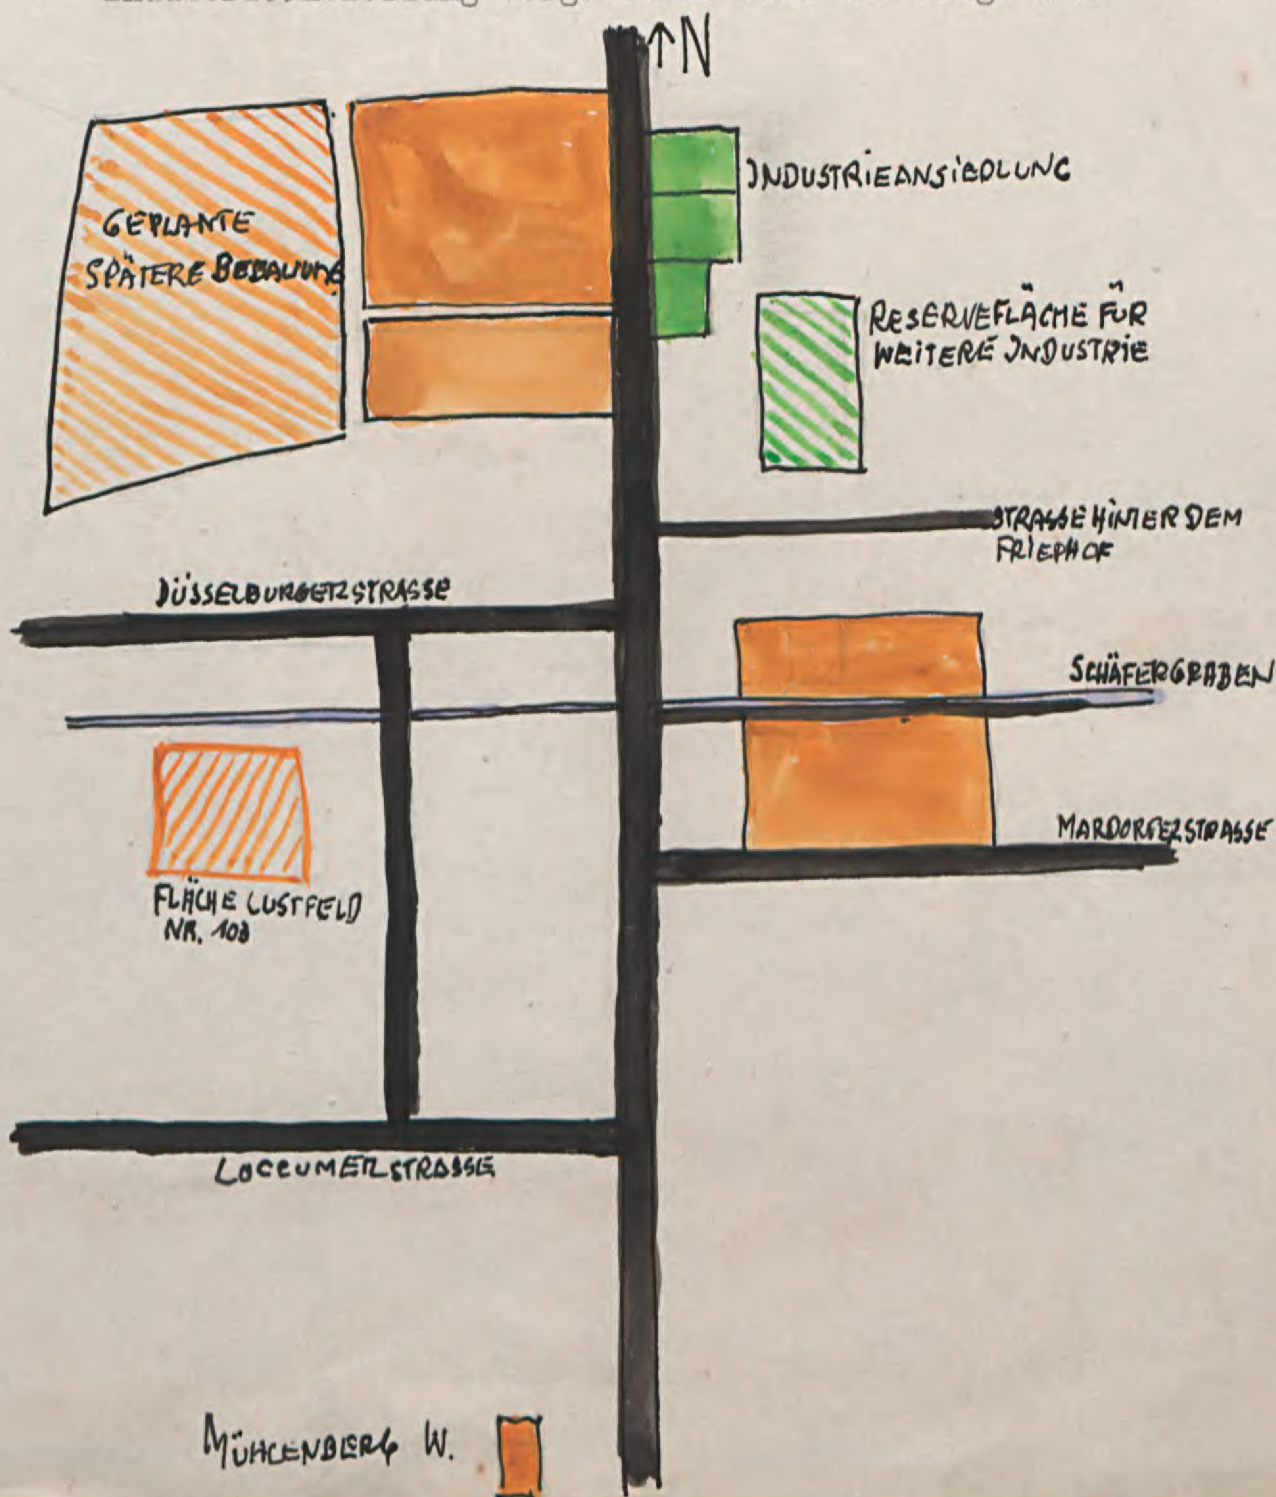 ↑N
INDUSTRIEANSIEDLUNG
GEPLANTE
SPÄTERE BEBAUUNG
RESERVEFLÄCHE FÜR
WEITERE INDUSTRIE
STRASSE HINTER DEM
FRIEDHOF
DÜSSELBURGERSTRASSE
SCHÄFERGRABEN
MARDORFERSTRASSE
FLÄCHE LUSTFELD
NR. 103
LOCCUMERSTRASSE
MÜHLENBERG W.